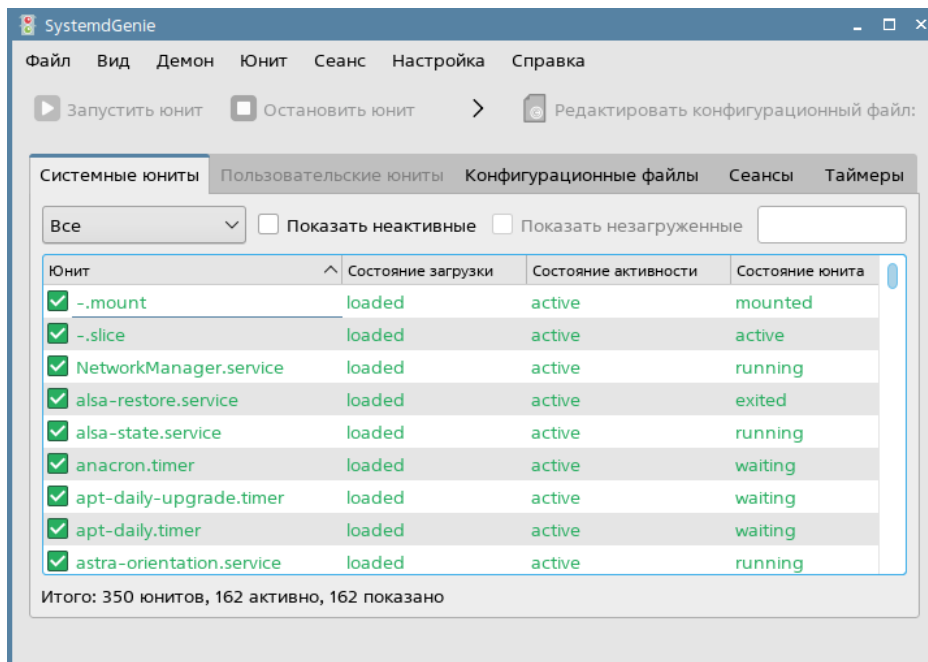 SystemdGenie
Файл Вид Демон Юнит Сеанс Настройка Справка
Запустить юнит Остановить юнит Редактировать конфигурационный файл:
Системные юниты Пользовательские юниты Конфигурационные файлы Сеансы Таймеры
Все Показать неактивные Показать незагруженные
Юнит Состояние загрузки Состояние активности Состояние юнита
-.mount loaded active mounted
-.slice loaded active active
NetworkManager.service loaded active running
alsa-restore.service loaded active exited
alsa-state.service loaded active running
anacron.timer loaded active waiting
apt-daily-upgrade.timer loaded active waiting
apt-daily.timer loaded active waiting
astra-orientation.service loaded active running
Итого: 350 юнитов, 162 активно, 162 показано